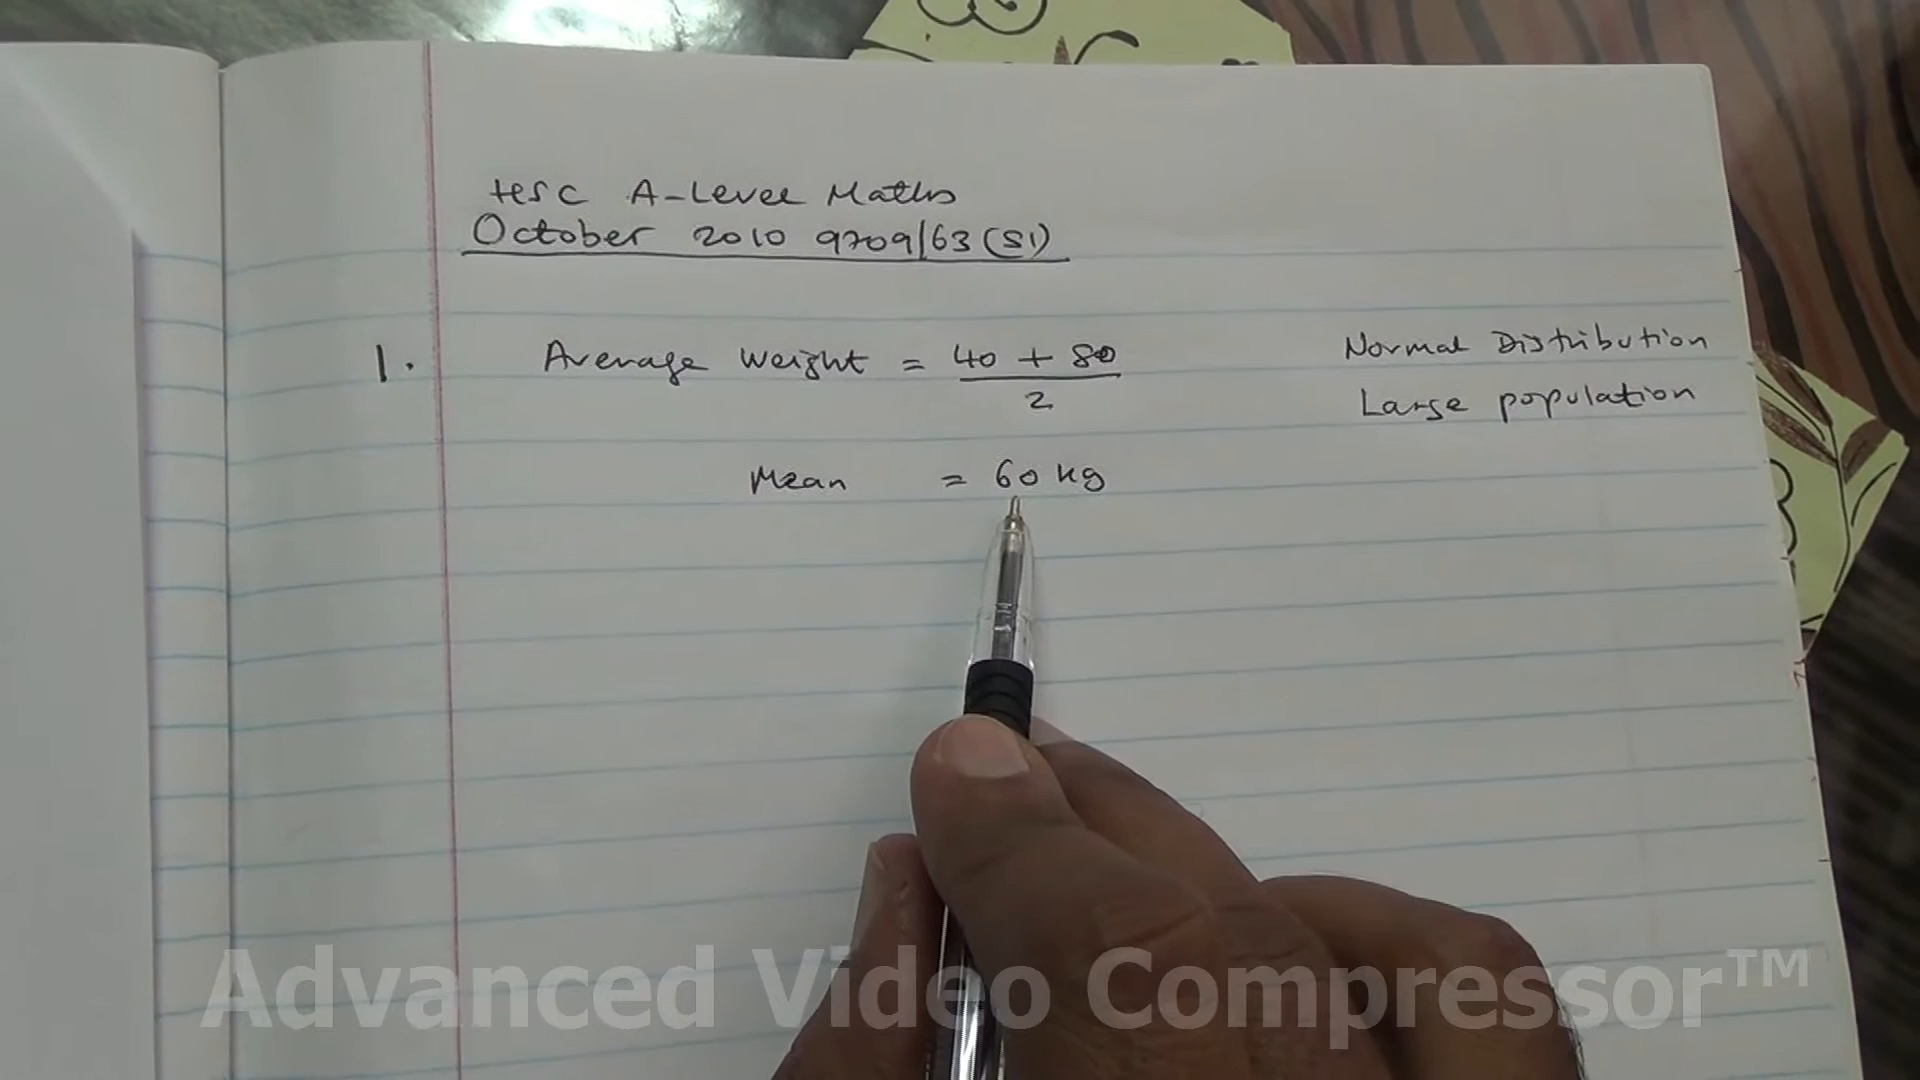 HSC A-Level Maths
October 2010 9709/63 (S1)
1. Average Weight = 40 + 80
2
Normal Distribution
Large population
Mean = 60 kg
Advanced Video Compressor™